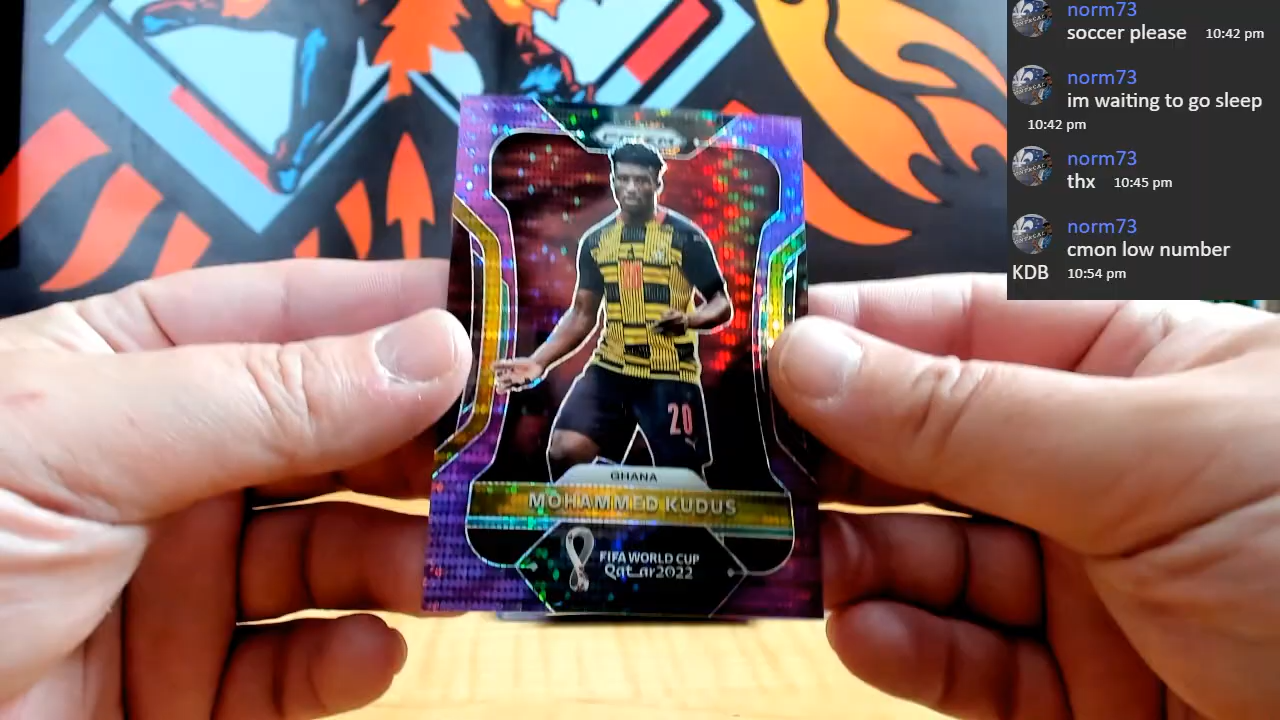 norm73
soccer please 10:42 pm
norm73
im waiting to go sleep
10:42 pm
norm73
thx 10:45 pm
norm73
cmon low number
KDB 10:54 pm
20
GHANA
MOHAMMED KUDUS
FIFA WORLD CUP
Qatar2022